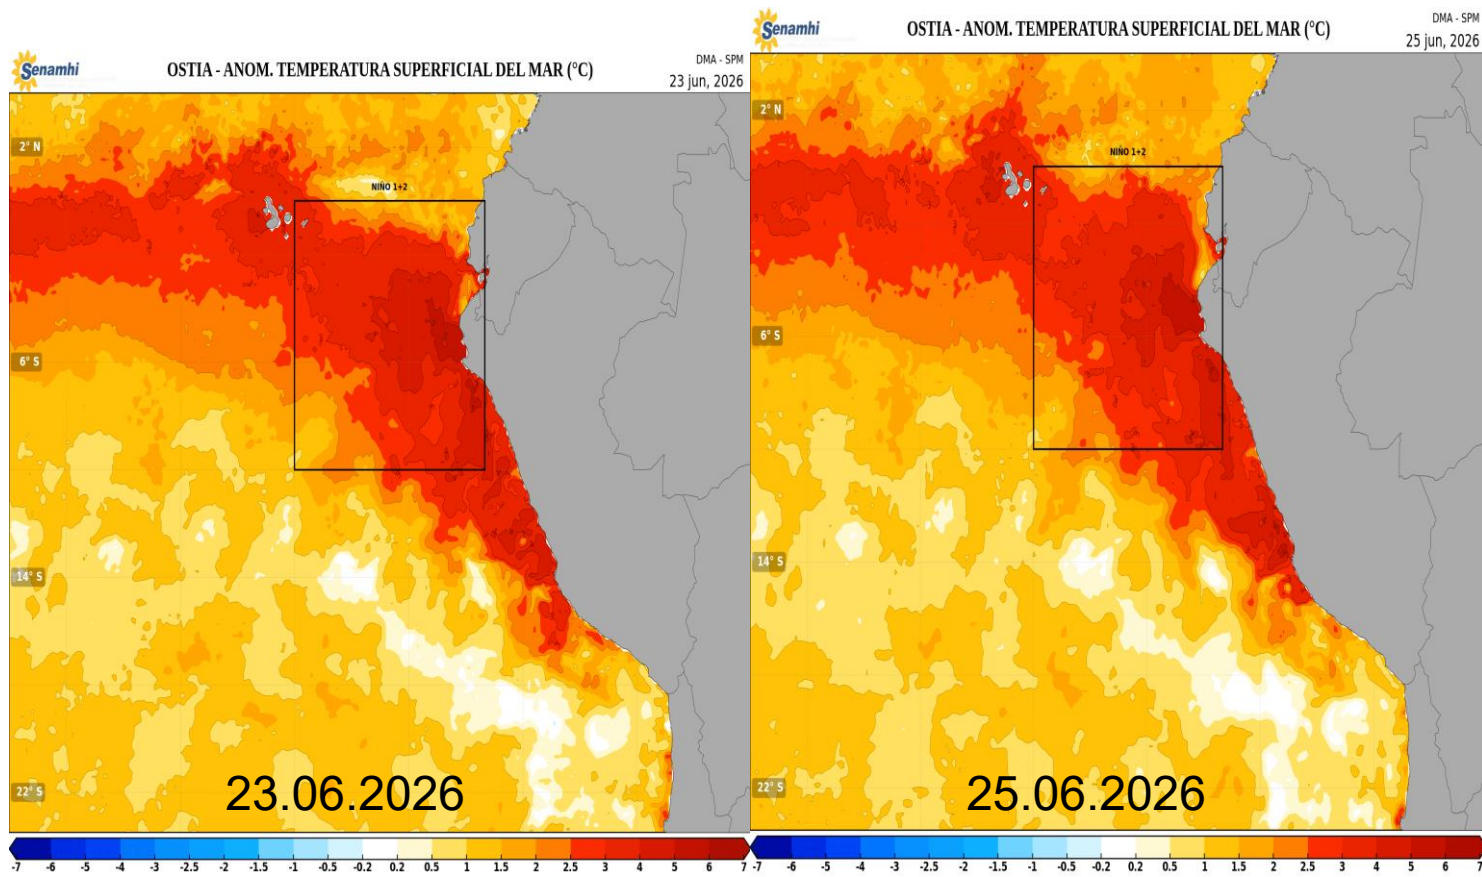 Senamhi
OSTIA - ANOM. TEMPERATURA SUPERFICIAL DEL MAR (°C)
DMA - SPM
23 jun, 2026
2° N
NIÑO 1+2
6° S
14° S
22° S
23.06.2026
-7 -6 -5 -4 -3 -2.5 -2 -1.5 -1 -0.5 -0.2 0.2 0.5 1 1.5 2 2.5 3 4 5 6 7
Senamhi
OSTIA - ANOM. TEMPERATURA SUPERFICIAL DEL MAR (°C)
DMA - SPM
25 jun, 2026
2° N
NIÑO 1+2
6° S
14° S
22° S
25.06.2026
-7 -6 -5 -4 -3 -2.5 -2 -1.5 -1 -0.5 -0.2 0.2 0.5 1 1.5 2 2.5 3 4 5 6 7